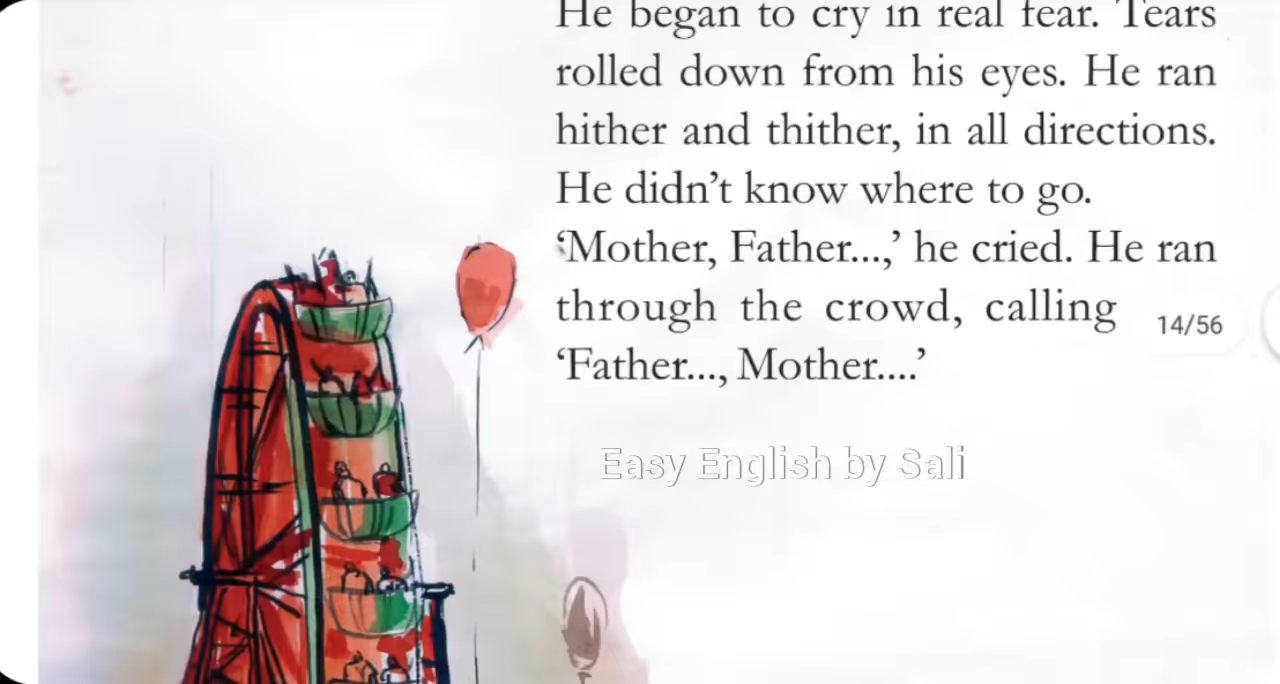 He began to cry in real fear. Tears
rolled down from his eyes. He ran
hither and thither, in all directions.
He didn’t know where to go.
‘Mother, Father...,’ he cried. He ran
through the crowd, calling
14/56
‘Father..., Mother....’
Easy English by Sali